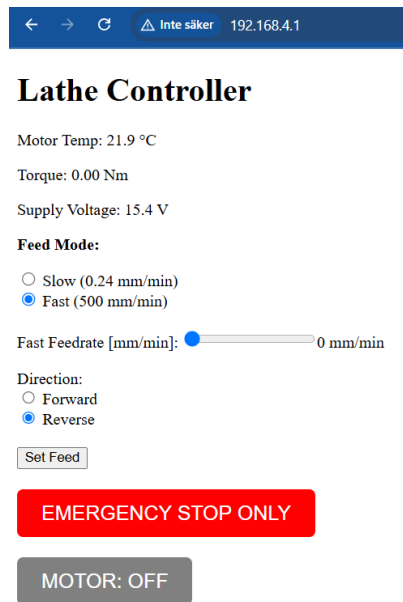 Inte säker 192.168.4.1
Lathe Controller
Motor Temp: 21.9 °C
Torque: 0.00 Nm
Supply Voltage: 15.4 V
Feed Mode:
Slow (0.24 mm/min)
Fast (500 mm/min)
Fast Feedrate [mm/min]: 0 mm/min
Direction:
Forward
Reverse
Set Feed
EMERGENCY STOP ONLY
MOTOR: OFF